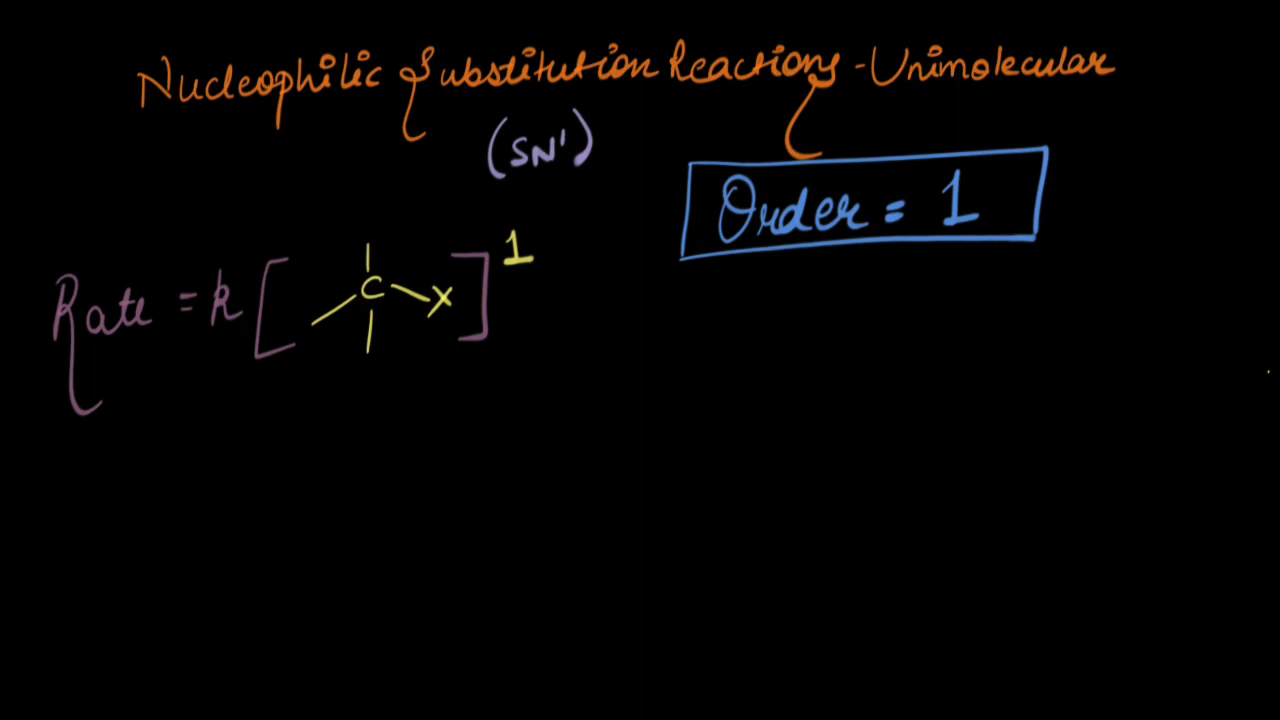 Nucleophilic Substitution Reactions - Unimolecular
(SN¹)
Order = 1
Rate = k [ C X ]¹